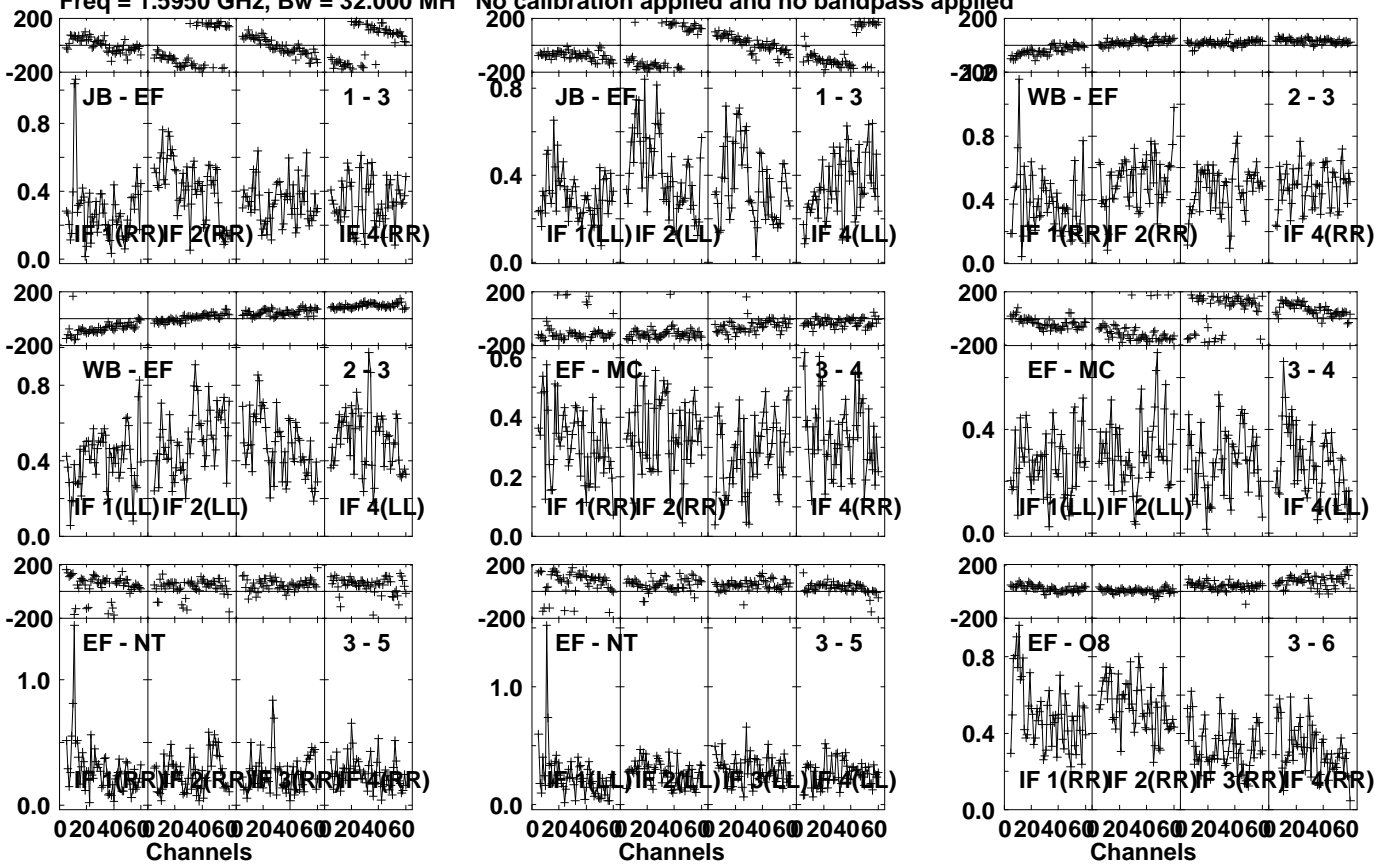 Freq = 1.5950 GHz, Bw = 32.000 MH No calibration applied and no bandpass applied
200 200 200
-200 -200 -200
JB - EF 1 - 3 JB - EF 1 - 3 WB - EF 2 - 3
1.2
0.8 0.8 0.8
0.4 0.4 0.4
IF 1(RR) IF 2(RR) IF 4(RR) IF 1(LL) IF 2(LL) IF 4(LL) IF 1(RR) IF 2(RR) IF 4(RR)
0.0 0.0 0.0
200 200 200
-200 -200 -200
WB - EF 2 - 3 EF - MC 3 - 4 EF - MC 3 - 4
0.8 0.6
0.4 0.4 0.4
0.2
IF 1(LL) IF 2(LL) IF 4(LL) IF 1(RR) IF 2(RR) IF 4(RR) IF 1(LL) IF 2(LL) IF 4(LL)
0.0 0.0 0.0
200 200 200
-200 -200 -200
EF - NT 3 - 5 EF - NT 3 - 5 EF - O8 3 - 6
1.0 1.0 0.8
0.4
IF 1(RR) IF 2(RR) IF 3(RR) IF 4(RR) IF 1(LL) IF 2(LL) IF 3(LL) IF 4(LL) IF 1(RR) IF 2(RR) IF 3(RR) IF 4(RR)
0.0 0.0 0.0
0 20 40 60 0 20 40 60 0 20 40 60 0 20 40 60 0 20 40 60 0 20 40 60 0 20 40 60 0 20 40 60 0 20 40 60 0 20 40 60 0 20 40 60 0 20 40 60
Channels Channels Channels